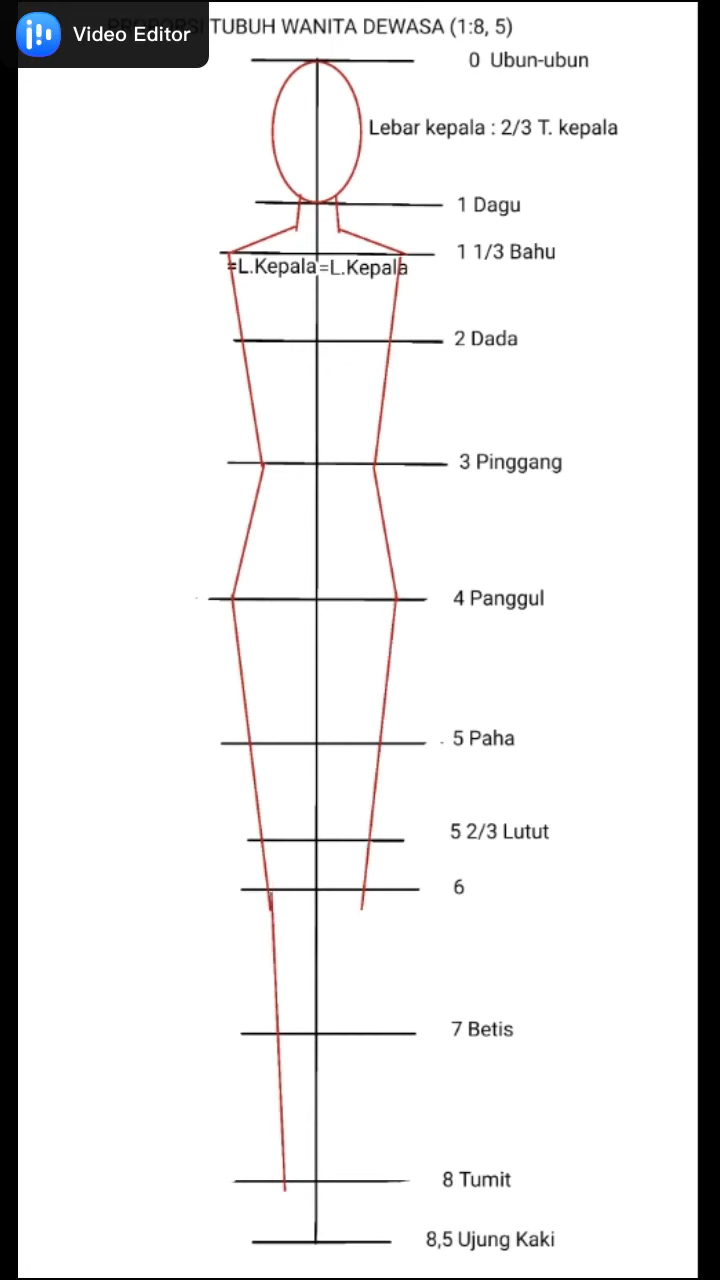 Video Editor
PROPORSI TUBUH WANITA DEWASA (1:8, 5)
0 Ubun-ubun
Lebar kepala : 2/3 T. kepala
1 Dagu
1 1/3 Bahu
=L.Kepala=L.Kepala
2 Dada
3 Pinggang
4 Panggul
5 Paha
5 2/3 Lutut
6
7 Betis
8 Tumit
8,5 Ujung Kaki